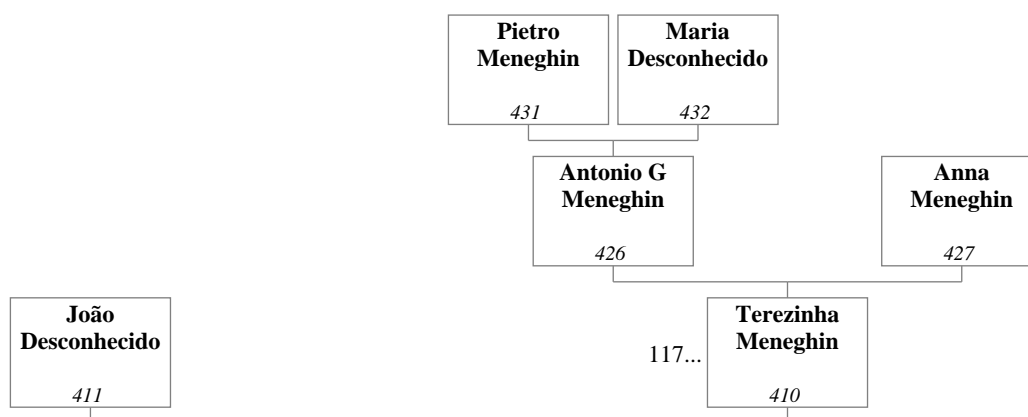 Pietro
Meneghin
431
Maria
Desconhecido
432
Antonio G
Meneghin
426
Anna
Meneghin
427
João
Desconhecido
411
117...
Terezinha
Meneghin
410